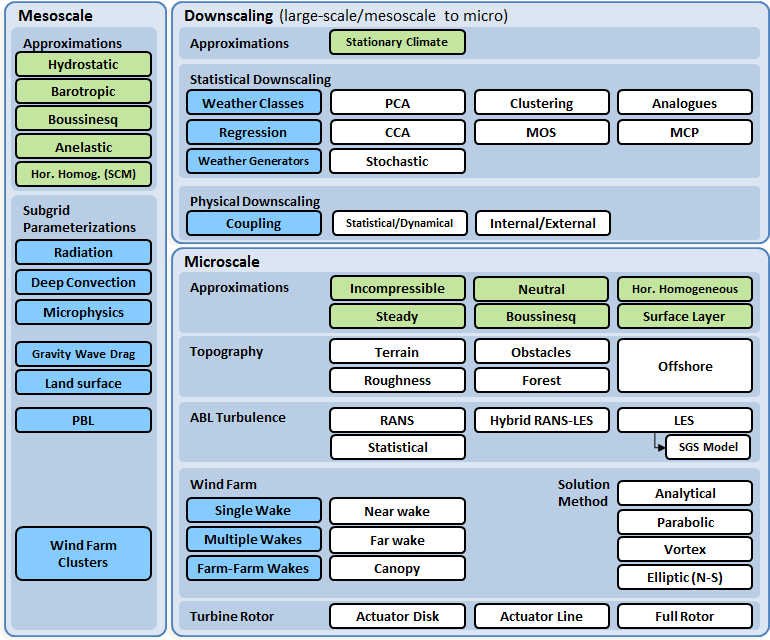 Mesoscale
Approximations
Hydrostatic
Barotropic
Boussinesq
Anelastic
Hor. Homog. (SCM)
Subgrid
Parameterizations
Radiation
Deep Convection
Microphysics
Gravity Wave Drag
Land surface
PBL
Wind Farm
Clusters
Downscaling (large-scale/mesoscale to micro)
Approximations
Stationary Climate
Statistical Downscaling
Weather Classes
PCA
Clustering
Analogues
Regression
CCA
MOS
MCP
Weather Generators
Stochastic
Physical Downscaling
Coupling
Statistical/Dynamical
Internal/External
Microscale
Approximations
Incompressible
Neutral
Hor. Homogeneous
Steady
Boussinesq
Surface Layer
Topography
Terrain
Obstacles
Offshore
Roughness
Forest
ABL Turbulence
RANS
Hybrid RANS-LES
LES
Statistical
SGS Model
Wind Farm
Single Wake
Near wake
Multiple Wakes
Far wake
Farm-Farm Wakes
Canopy
Solution
Method
Analytical
Parabolic
Vortex
Elliptic (N-S)
Turbine Rotor
Actuator Disk
Actuator Line
Full Rotor